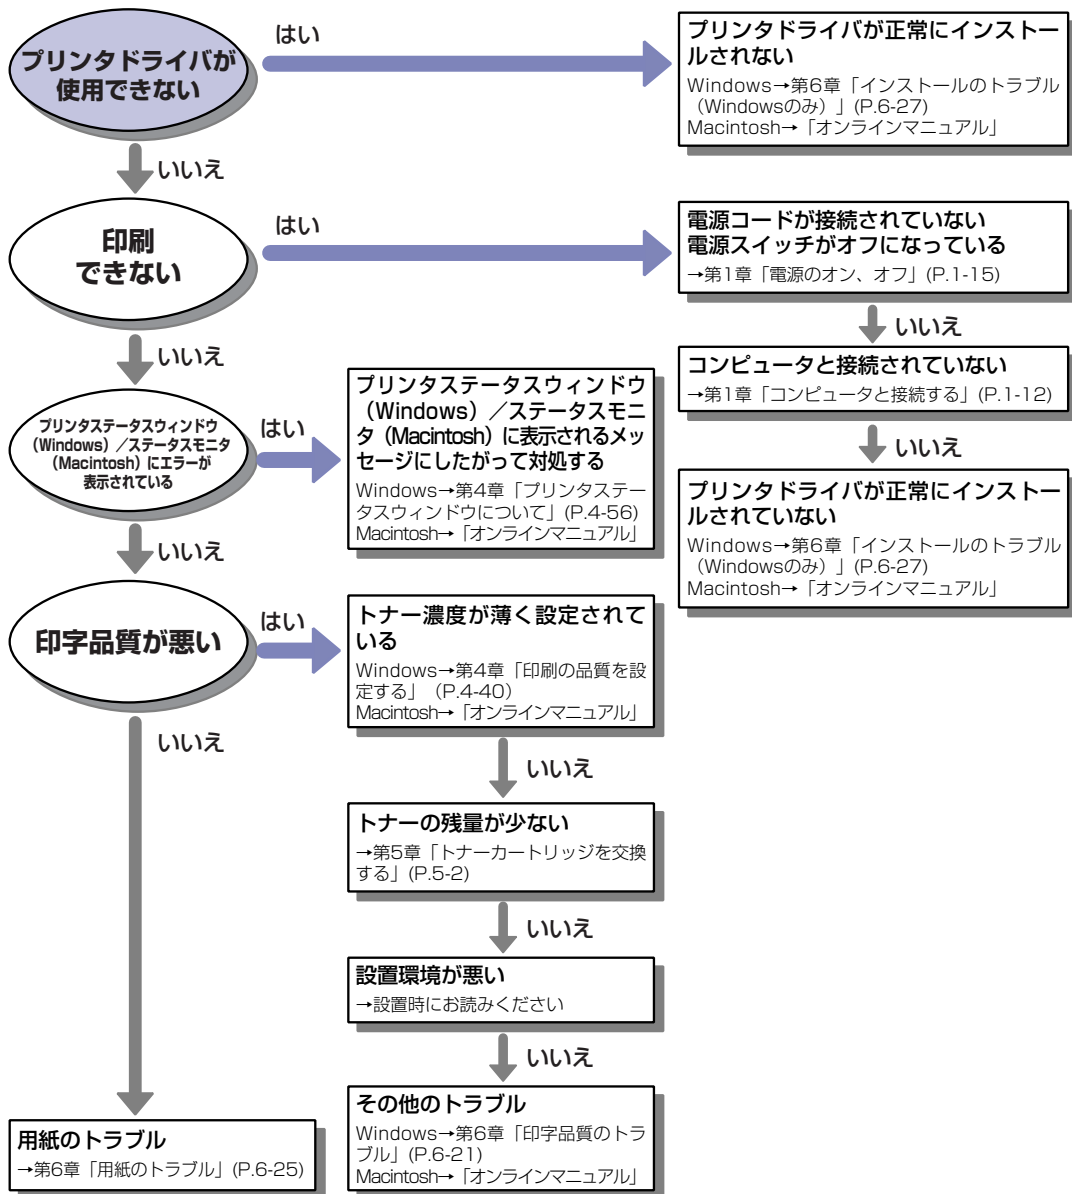 プリンタドライバが
使用できない
はい
プリンタドライバが正常にインストー
ルされない
Windows→第6章「インストールのトラブル
（Windowsのみ）」(P.6-27)
Macintosh→「オンラインマニュアル」
いいえ
印刷
できない
はい
電源コードが接続されていない
電源スイッチがオフになっている
→第1章「電源のオン、オフ」(P.1-15)
いいえ
コンピュータと接続されていない
→第1章「コンピュータと接続する」(P.1-12)
いいえ
プリンタドライバが正常にインストー
ルされていない
Windows→第6章「インストールのトラブル
（Windowsのみ）」(P.6-27)
Macintosh→「オンラインマニュアル」
いいえ
プリンタステータスウィンドウ
（Windows）／ステータスモニタ
（Macintosh）にエラーが
表示されている
はい
プリンタステータスウィンドウ
（Windows）／ステータスモニ
タ（Macintosh）に表示されるメッ
セージにしたがって対処する
Windows→第4章「プリンタステー
タスウィンドウについて」(P.4-56)
Macintosh→「オンラインマニュアル」
いいえ
印字品質が悪い
はい
トナー濃度が薄く設定されて
いる
Windows→第4章「印刷の品質を設
定する」（P.4-40）
Macintosh→「オンラインマニュアル」
いいえ
トナーの残量が少ない
→第5章「トナーカートリッジを交換
する」(P.5-2)
いいえ
設置環境が悪い
→設置時にお読みください
いいえ
その他のトラブル
Windows→第6章「印字品質のトラ
ブル」(P.6-21)
Macintosh→「オンラインマニュアル」
いいえ
用紙のトラブル
→第6章「用紙のトラブル」(P.6-25)